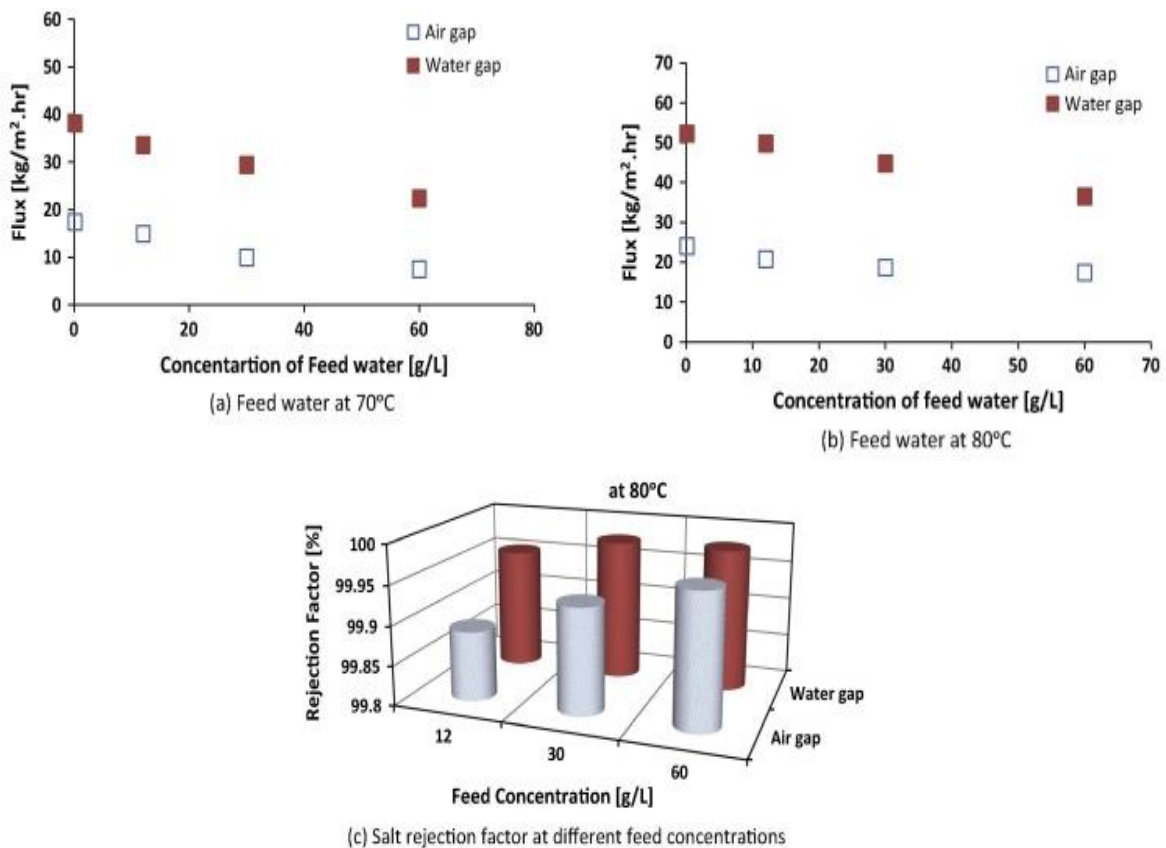 60
50
40
30
20
10
0
Flux [kg/m².hr]
Air gap
Water gap
0 20 40 60 80
Concentartion of Feed water [g/L]
(a) Feed water at 70°C
70
60
50
40
30
20
10
0
Flux [kg/m².hr]
Air gap
Water gap
0 10 20 30 40 50 60 70
Concentration of feed water [g/L]
(b) Feed water at 80°C
at 80°C
100
99.95
99.9
99.85
99.8
Rejection Factor [%]
12 30 60
Water gap
Air gap
Feed Concentration [g/L]
(c) Salt rejection factor at different feed concentrations